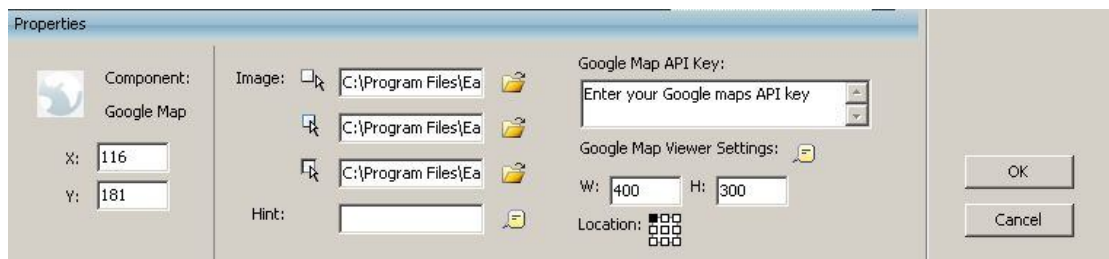 Properties
Component:
Google Map
X: 116
Y: 181
Image: C:\Program Files\Ea
C:\Program Files\Ea
C:\Program Files\Ea
Hint:
Google Map API Key:
Enter your Google maps API key
Google Map Viewer Settings:
W: 400 H: 300
Location:
OK
Cancel